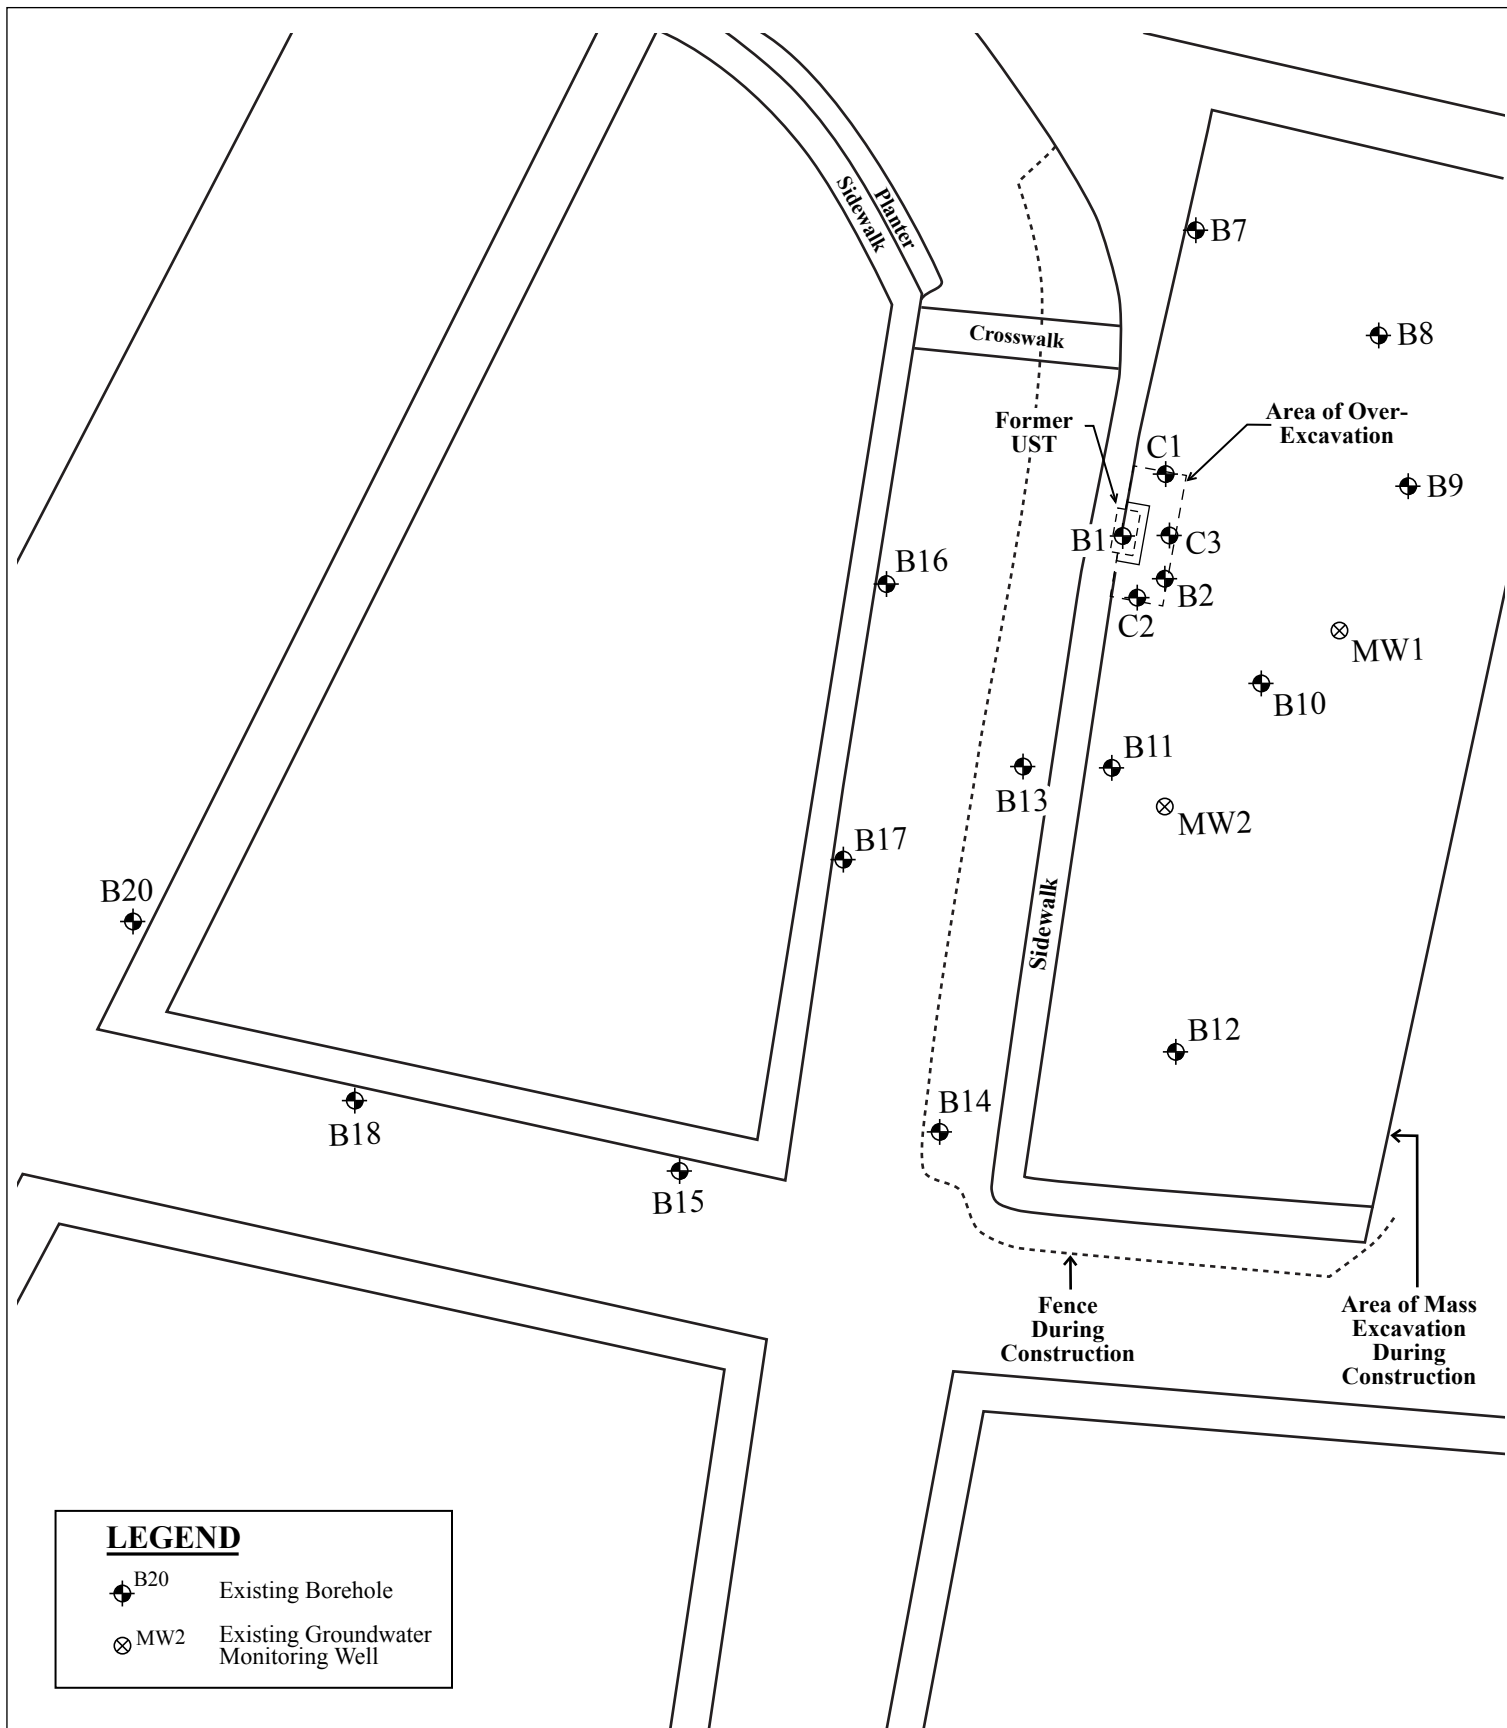 Planter
Sidewalk
B7
Crosswalk
B8
Former
UST
Area of Over-
Excavation
C1
B9
B1
C3
B16
B2
C2
MW1
B10
B11
B13
MW2
B17
B20
Sidewalk
B12
B14
B18
B15
Fence
During
Construction
Area of Mass
Excavation
During
Construction
LEGEND
B20 Existing Borehole
MW2 Existing Groundwater
Monitoring Well